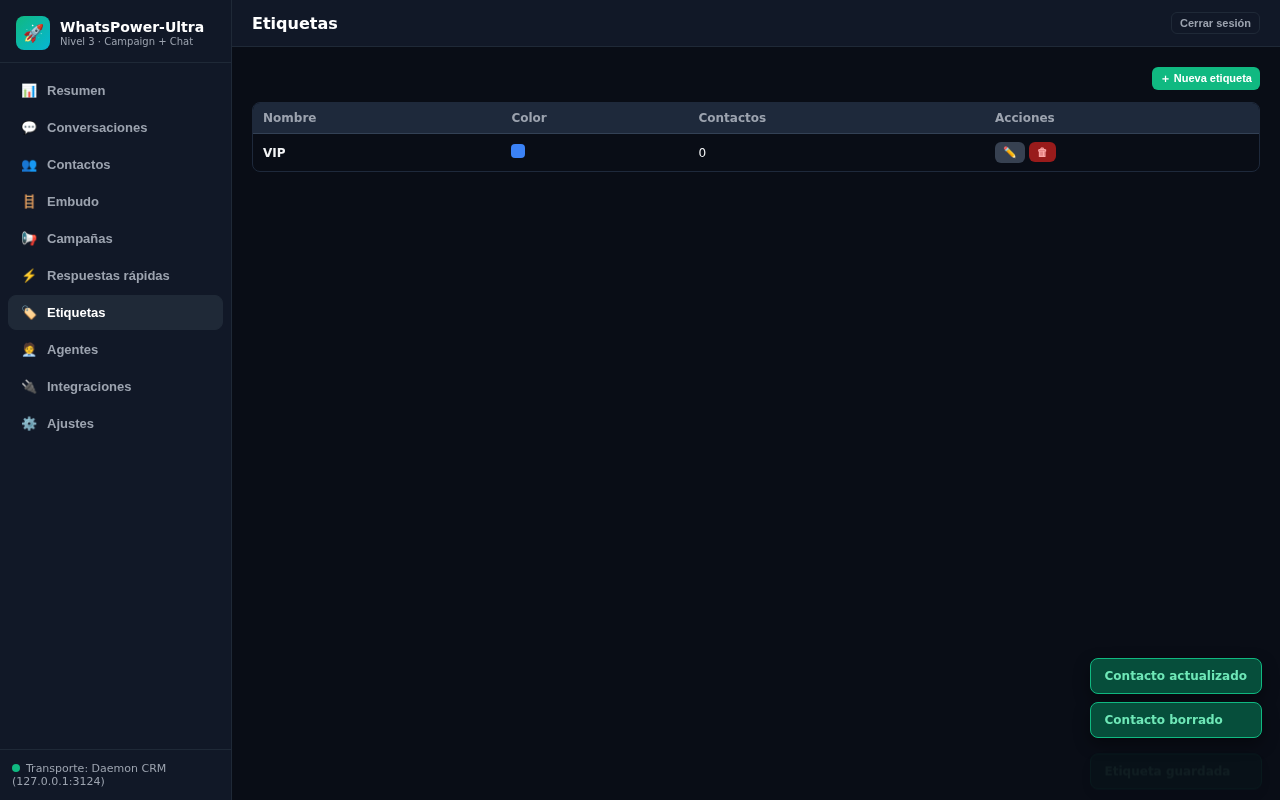 WhatsPower-Ultra
Nivel 3 · Campaign + Chat
Resumen
Conversaciones
Contactos
Embudo
Campañas
Respuestas rápidas
Etiquetas
Agentes
Integraciones
Ajustes
Transporte: Daemon CRM
(127.0.0.1:3124)
Etiquetas
Cerrar sesión
+ Nueva etiqueta
Nombre Color Contactos Acciones
VIP 0
Contacto actualizado
Contacto borrado
Etiqueta guardada